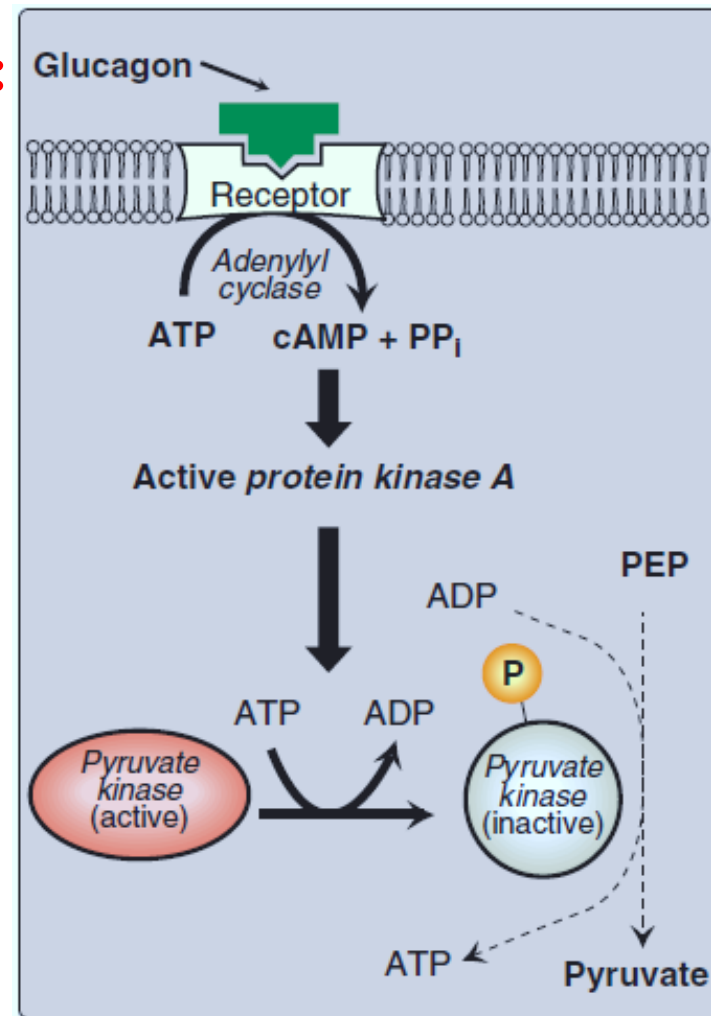 :
Glucagon
Receptor
Adenylyl
cyclase
ATP cAMP + PPi
Active protein kinase A
PEP
ADP
P
ATP ADP
Pyruvate
kinase
(active)
Pyruvate
kinase
(inactive)
ATP
Pyruvate